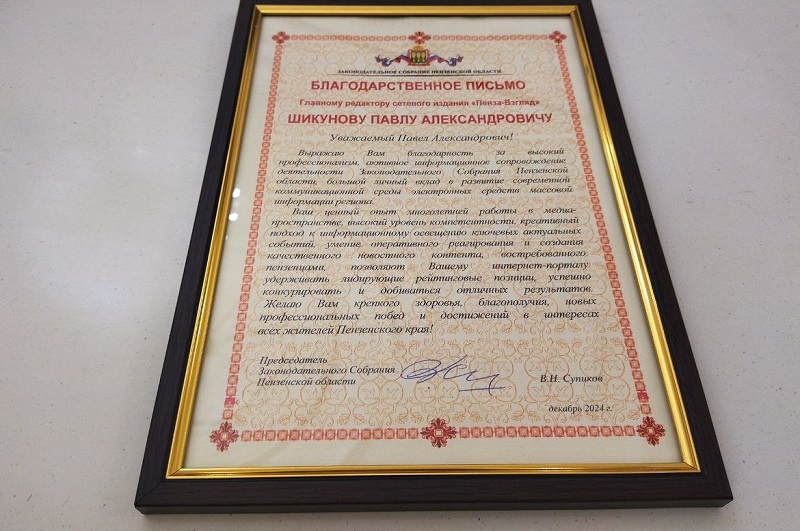 ЗАКОНОДАТЕЛЬНОЕ СОБРАНИЕ ПЕНЗЕНСКОЙ ОБЛАСТИ
БЛАГОДАРСТВЕННОЕ ПИСЬМО
Главному редактору сетевого издания «Пенза-Взгляд»
ШИКУНОВУ ПАВЛУ АЛЕКСАНДРОВИЧУ
Уважаемый Павел Александрович!
Выражаю Вам благодарность за высокий
профессионализм, активное информационное сопровождение
деятельности Законодательного Собрания Пензенской
области, большой личный вклад в развитие современной
коммуникационной среды электронных средств массовой
информации региона.
Ваш ценный опыт многолетней работы в медиа-
пространстве, высокий уровень компетентности, креативный
подход к информационному освещению ключевых актуальных
событий, умение оперативного реагирования и создания
качественного новостного контента, востребованного
пензенцами, позволяют Вашему интернет-порталу
удерживать лидирующие рейтинговые позиции, успешно
конкурировать и добиваться отличных результатов.
Желаю Вам крепкого здоровья, благополучия, новых
профессиональных побед и достижений в интересах
всех жителей Пензенского края!
Председатель
Законодательного Собрания
Пензенской области
В.Н. Супиков
декабрь 2024 г.